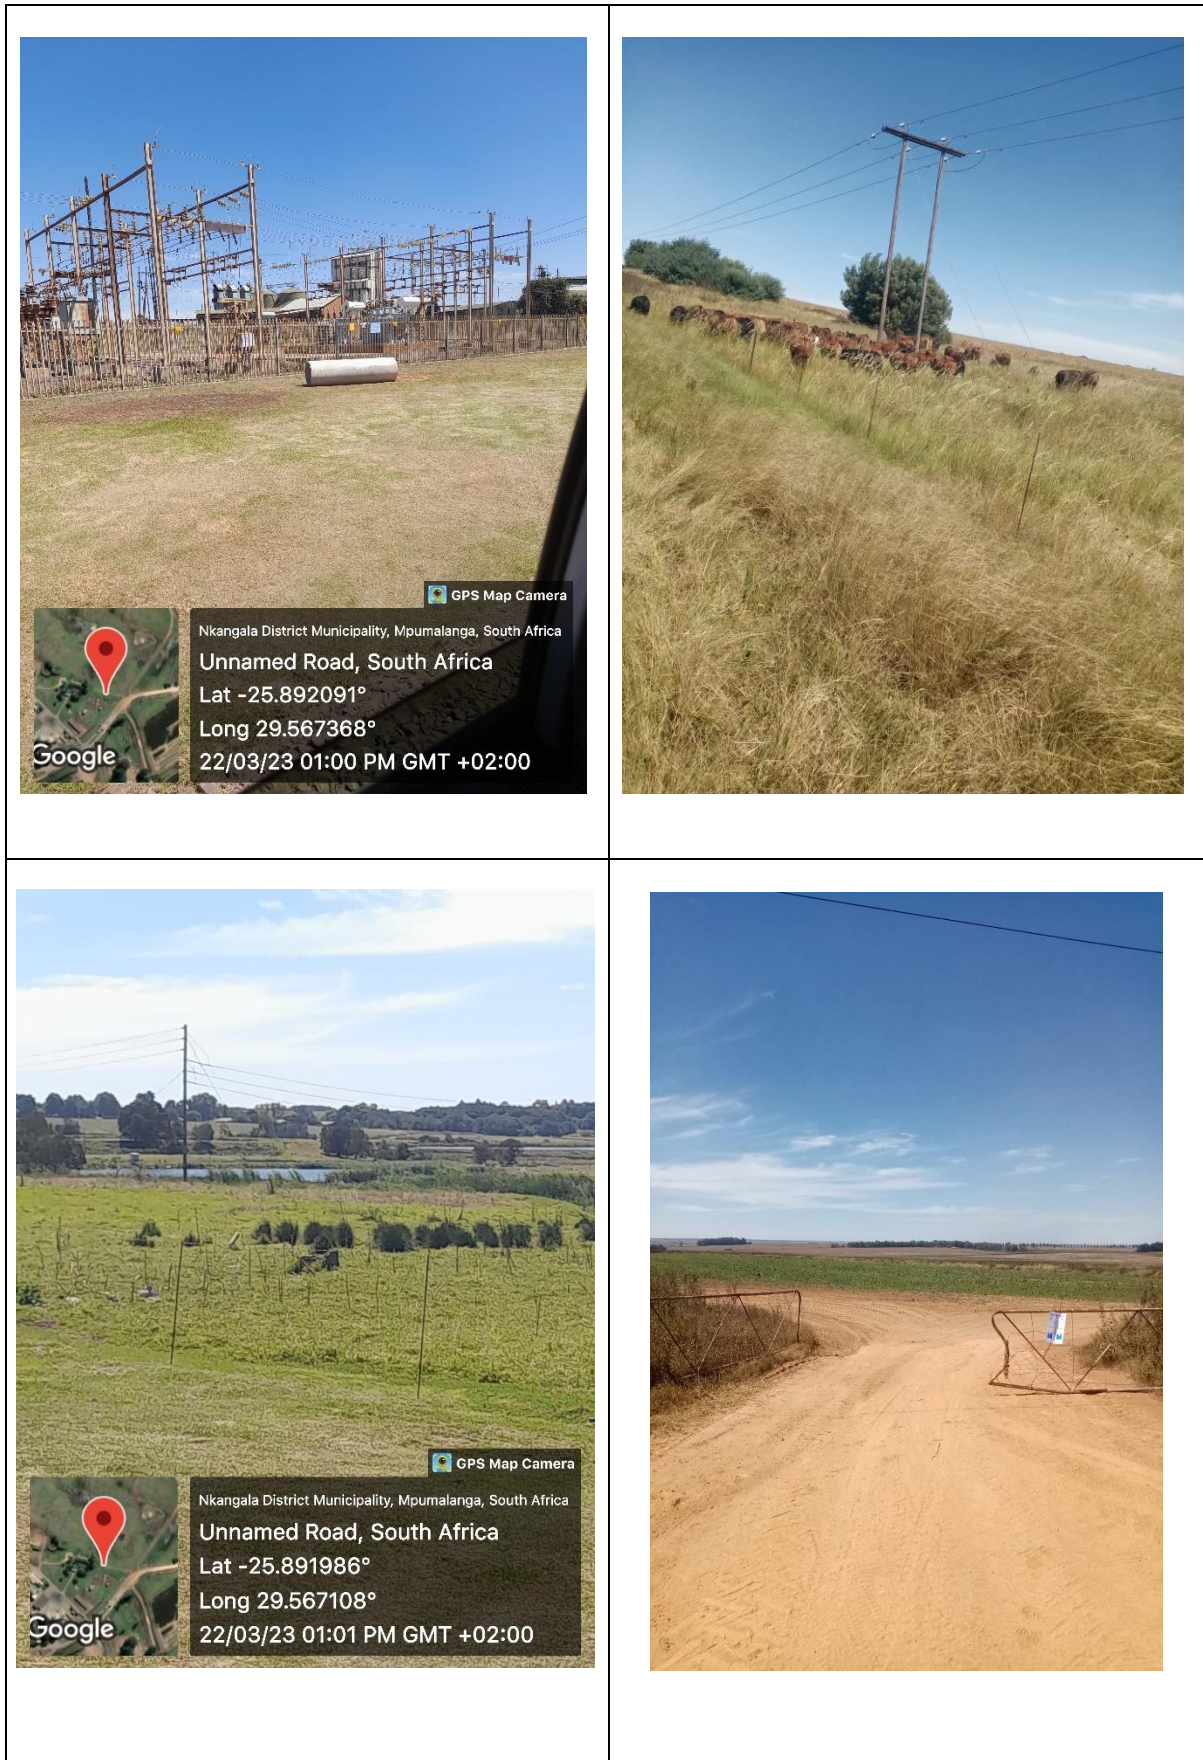 GPS Map Camera
Nkangala District Municipality, Mpumalanga, South Africa
Unnamed Road, South Africa
Lat -25.892091°
Long 29.567368°
22/03/23 01:00 PM GMT +02:00
Google
GPS Map Camera
Nkangala District Municipality, Mpumalanga, South Africa
Unnamed Road, South Africa
Lat -25.891986°
Long 29.567108°
22/03/23 01:01 PM GMT +02:00
Google